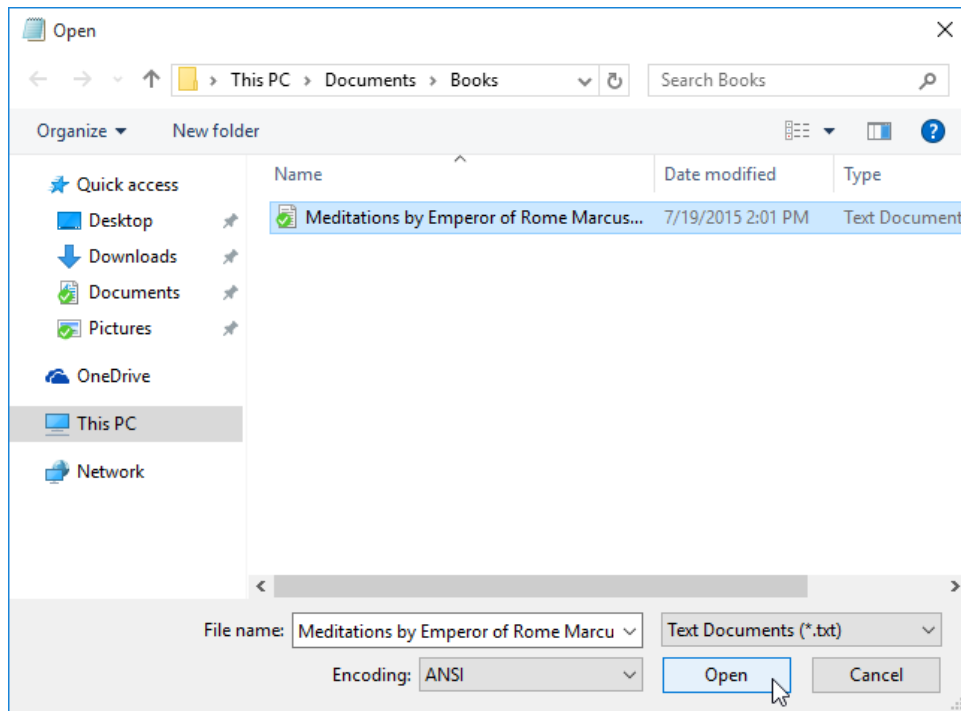 Open
This PC > Documents > Books
Search Books
Organize
New folder
Name
Date modified
Type
Quick access
Desktop
Downloads
Documents
Pictures
OneDrive
This PC
Network
Meditations by Emperor of Rome Marcus... 7/19/2015 2:01 PM Text Document
File name: Meditations by Emperor of Rome Marcu
Text Documents (*.txt)
Encoding: ANSI
Open
Cancel